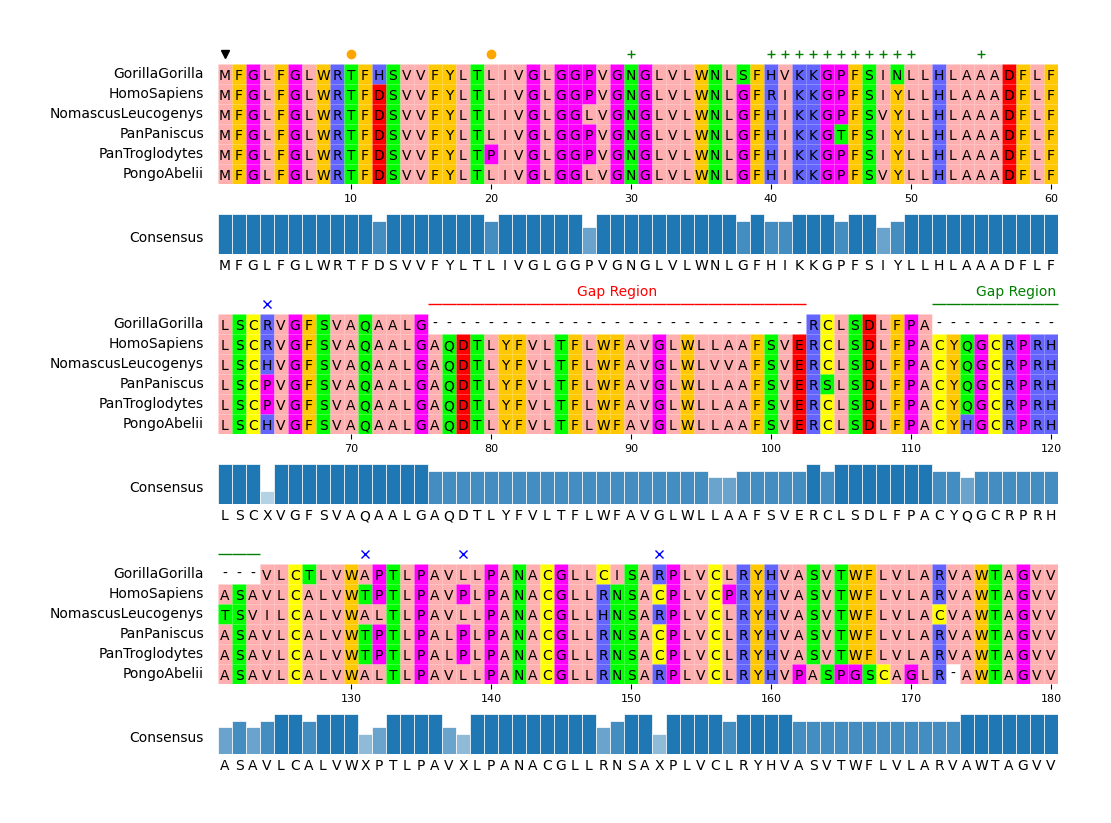 GorillaGorilla MFGLFGLWRTFHSVVFYLTLIVGLGGPVGNGLVLWNLSFHVKKGPFSINLLHLAAADFLF
HomoSapiens MFGLFGLWRTFDSVVFYLTLIVGLGGPVGNGLVLWNLGFRIKKGPFSIYLLHLAAADFLF
NomascusLeucogenys MFGLFGLWRTFDSVVFYLTLIVGLGGLVGNGLVLWNLGFHIKKGPFSVYLLHLAAADFLF
PanPaniscus MFGLFGLWRTFDSVVFYLTLIVGLGGPVGNGLVLWNLGFHIKKGTFSIYLLHLAAADFLF
PanTroglodytes MFGLFGLWRTFDSVVFYLTPIVGLGGPVGNGLVLWNLGFHIKKGPFSIYLLHLAAADFLF
PongoAbelii MFGLFGLWRTFDSVVFYLTLIVGLGGLVGNGLVLWNLGFHIKKGPFSVYLLHLAAADFLF
10 20 30 40 50 60
Consensus
MFGLFGLWRTFDSVVFYLTLIVGLGGPVGNGLVLWNLGFHIKKGPFSIYLLHLAAADFLF
Gap Region Gap Region
GorillaGorilla LSCRVGFSVAQAALG---------------------------RCLSDLFPA---------
HomoSapiens LSCRVGFSVAQAALGAQDTLYFVLTFLWFAVGLWLLAAFSVERCLSDLFPACYQGCRPRH
NomascusLeucogenys LSCHVGFSVAQAALGAQDTLYFVLTFLWFAVGLWLVVAFSVERCLSDLFPACYQGCRPRH
PanPaniscus LSCPVGFSVAQAALGAQDTLYFVLTFLWFAVGLWLLAAFSVERSLSDLFPACYQGCRPRH
PanTroglodytes LSCPVGFSVAQAALGAQDTLYFVLTFLWFAVGLWLLAAFSVERCLSDLFPACYQGCRPRH
PongoAbelii LSCHVGFSVAQAALGAQDTLYFVLTFLWFAVGLWLLAAFSVERCLSDLFPACYHGCRPRH
70 80 90 100 110 120
Consensus
LSCXVGFSVAQAALGAQDTLYFVLTFLWFAVGLWLLAAFSVERCLSDLFPACYQGCRPRH
GorillaGorilla ---VLCTLVWAPTLPAVLLPANACGLLCISARPLVCLRYHVASVTWFLVLARVAWTAGVV
HomoSapiens ASAVLCALVWTPTLPAVPLPANACGLLRNSACPLVCPRYHVASVTWFLVLARVAWTAGVV
NomascusLeucogenys TSVILCALVWALTLPAVLLPANACGLLHNSARPLVCLRYHVASVTWFLVLACVAWTAGVV
PanPaniscus ASAVLCALVWTPTLPALPLPANACGLLRNSACPLVCLRYHVASVTWFLVLARVAWTAGVV
PanTroglodytes ASAVLCALVWTPTLPALPLPANACGLLRNSACPLVCLRYHVASVTWFLVLARVAWTAGVV
PongoAbelii ASAVLCALVWALTLPAVLLPANACGLLRNSARPLVCLRYHVPASPGSCAGLR-AWTAGVV
130 140 150 160 170 180
Consensus
ASAVLCALVWXPTLPAVXLPANACGLLRNSAXPLVCLRYHVASVTWFLVLARVAWTAGVV